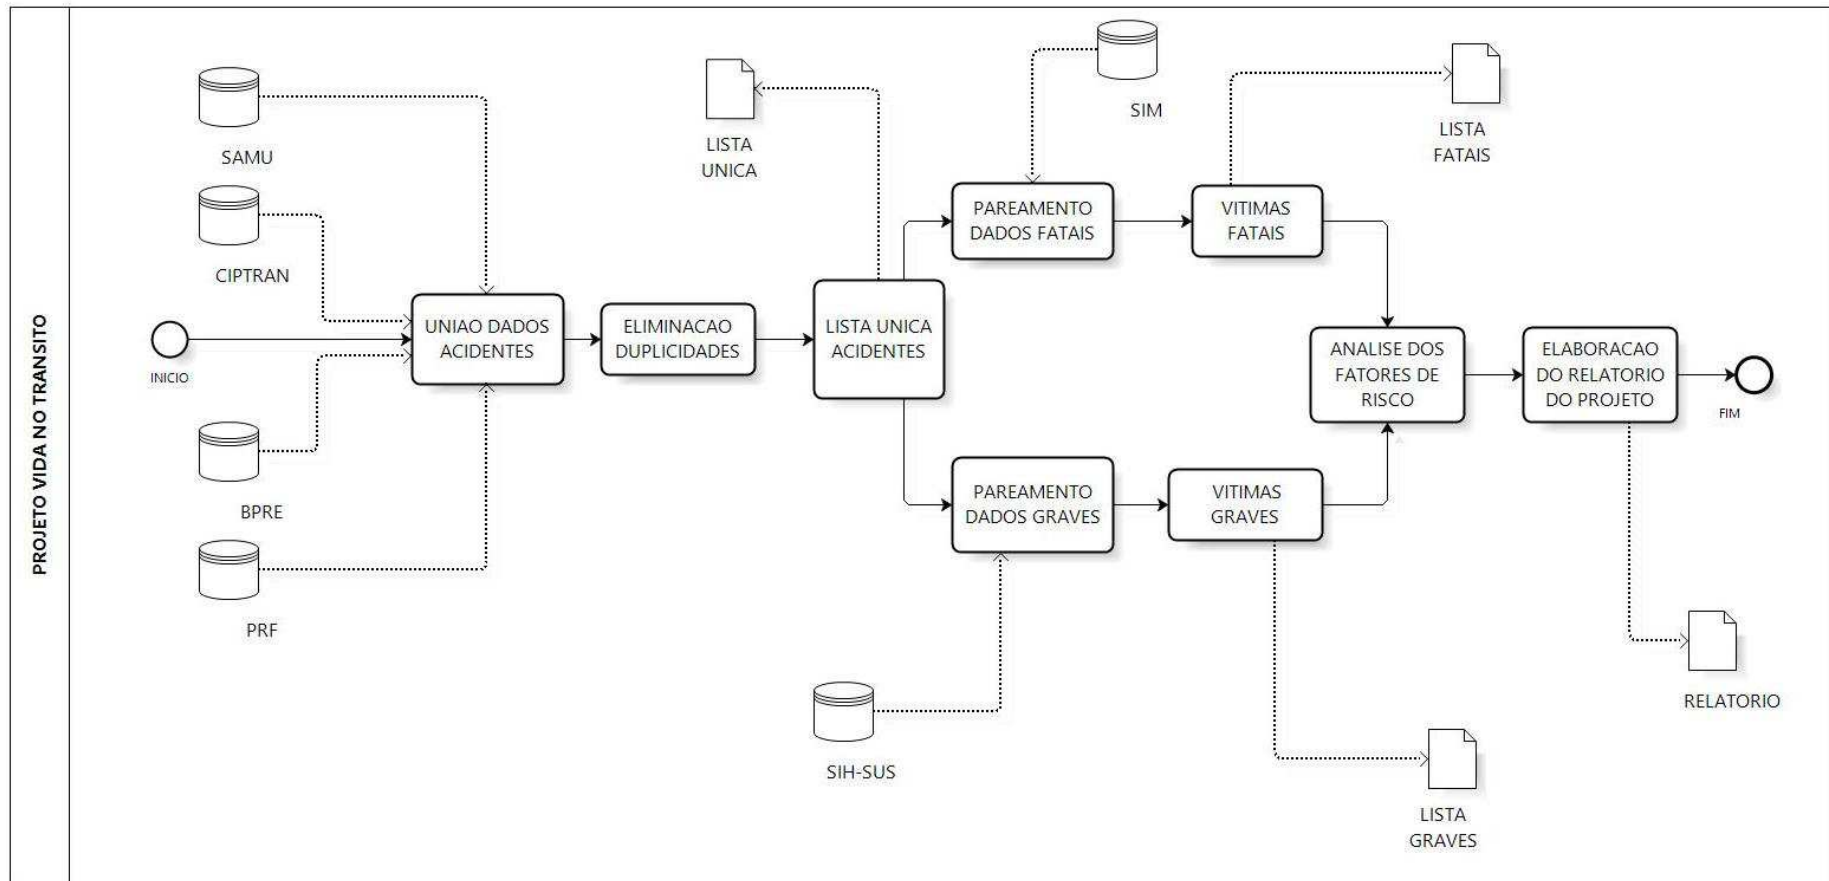 PROJETO VIDA NO TRANSITO
SAMU
CIPTRAN
INICIO
BPRE
PRF
UNIAO DADOS
ACIDENTES
ELIMINACAO
DUPLICIDADES
LISTA UNICA
ACIDENTES
LISTA
UNICA
SIM
PAREAMENTO
DADOS FATAIS
VITIMAS
FATAIS
LISTA
FATAIS
PAREAMENTO
DADOS GRAVES
VITIMAS
GRAVES
SIH-SUS
LISTA
GRAVES
ANALISE DOS
FATORES DE
RISCO
ELABORACAO
DO RELATORIO
DO PROJETO
FIM
RELATORIO